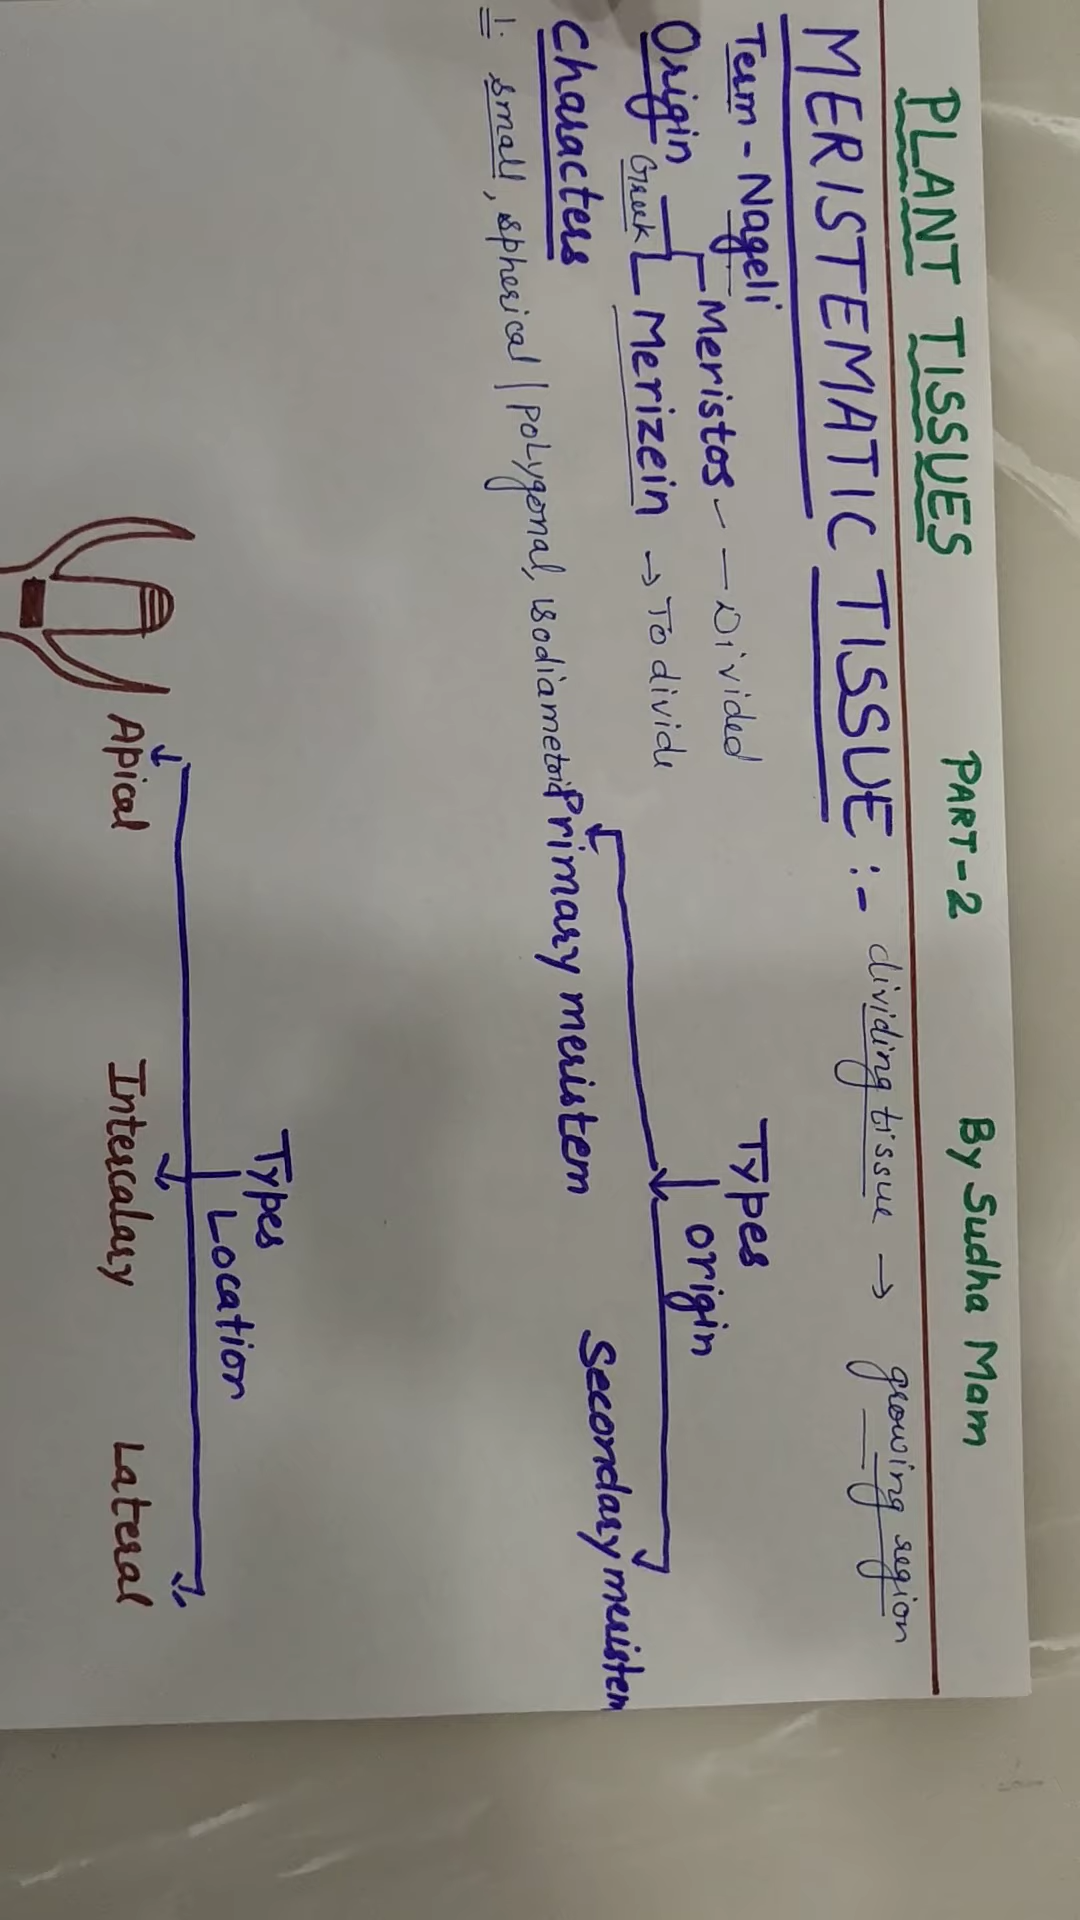 PLANT TISSUES PART-2 By Sudha Mam
MERISTEMATIC TISSUE :- dividing tissue → growing region
Term - Nageli
Origin Greek
Meristos - — Divided
Merizein → To divide
Characters
1. small, spherical / polygonal, isodiametric
Types
origin
Primary meristem Secondary meristem
Types
Location
Apical Intercalary Lateral